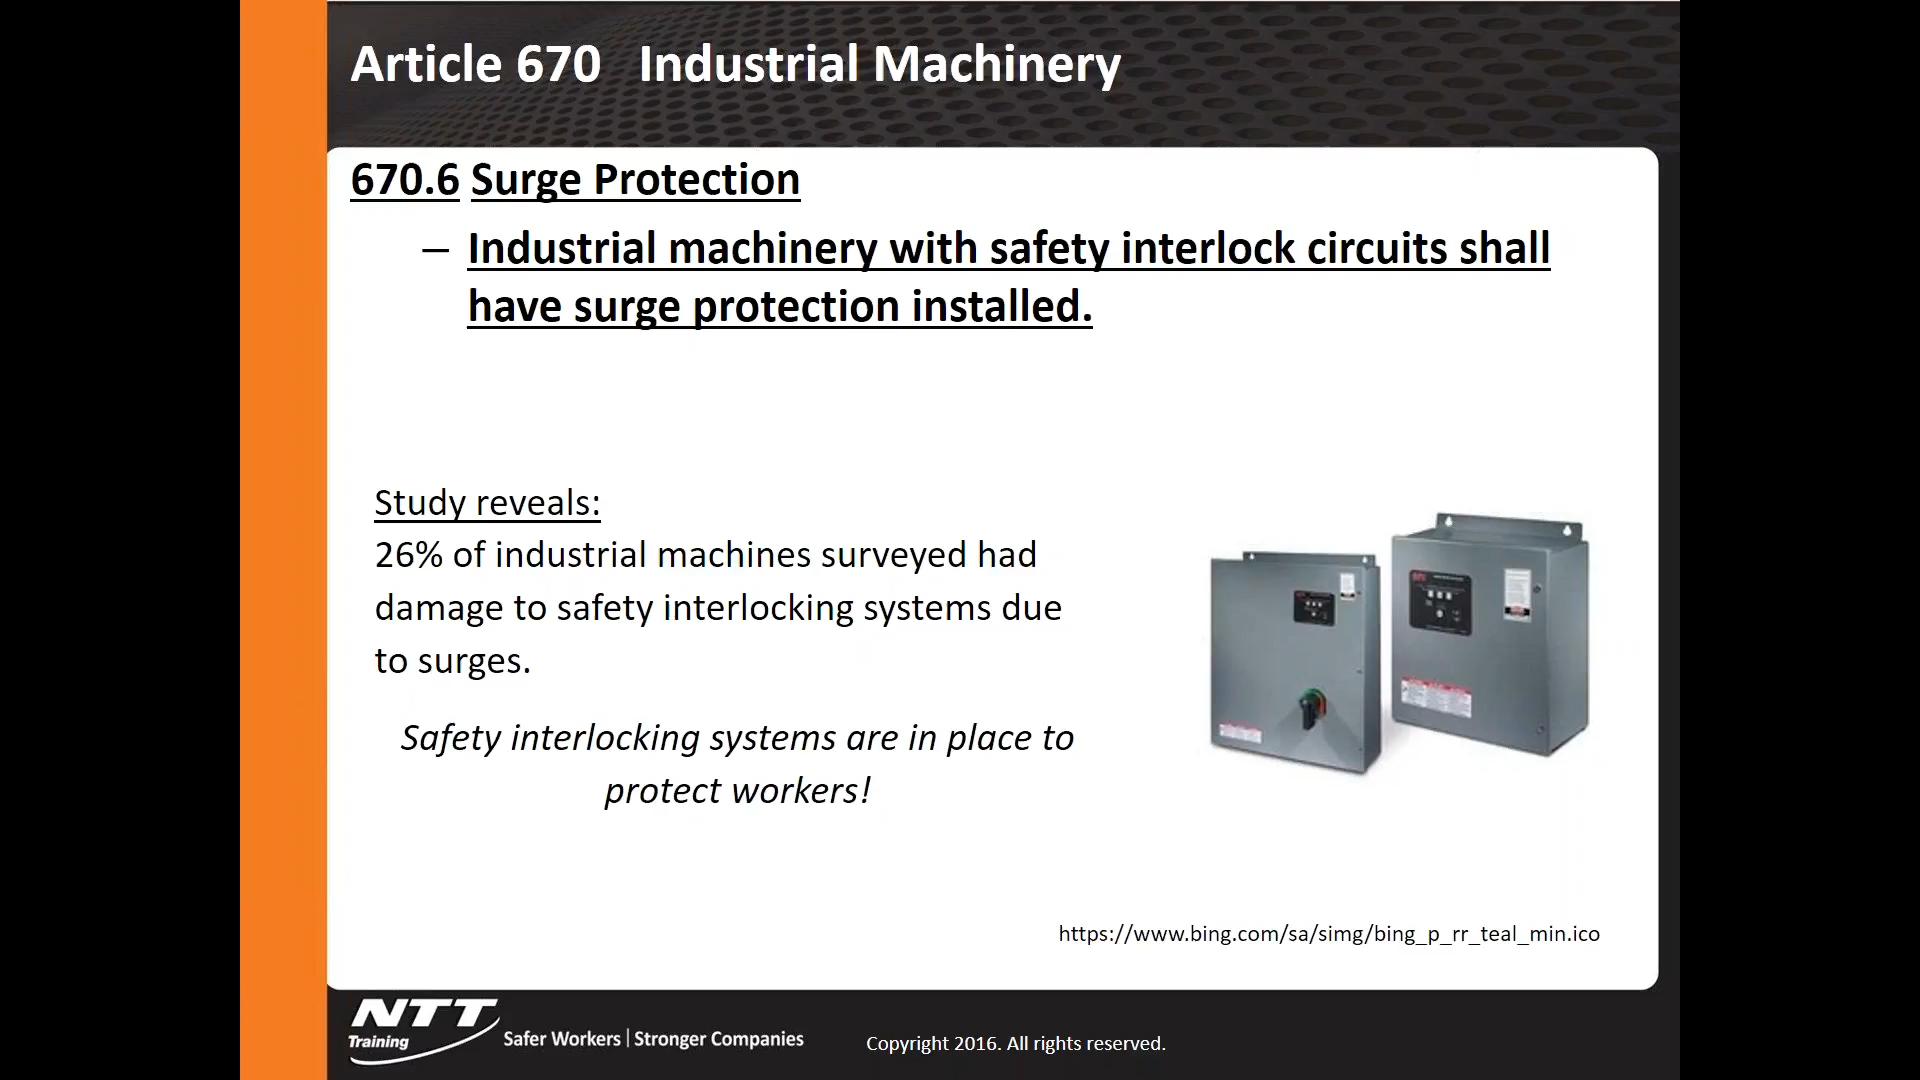 Article 670 Industrial Machinery
670.6 Surge Protection
– Industrial machinery with safety interlock circuits shall
have surge protection installed.
Study reveals:
26% of industrial machines surveyed had
damage to safety interlocking systems due
to surges.
Safety interlocking systems are in place to
protect workers!
https://www.bing.com/sa/simg/bing_p_rr_teal_min.ico
NTT
Training
Safer Workers | Stronger Companies
Copyright 2016. All rights reserved.